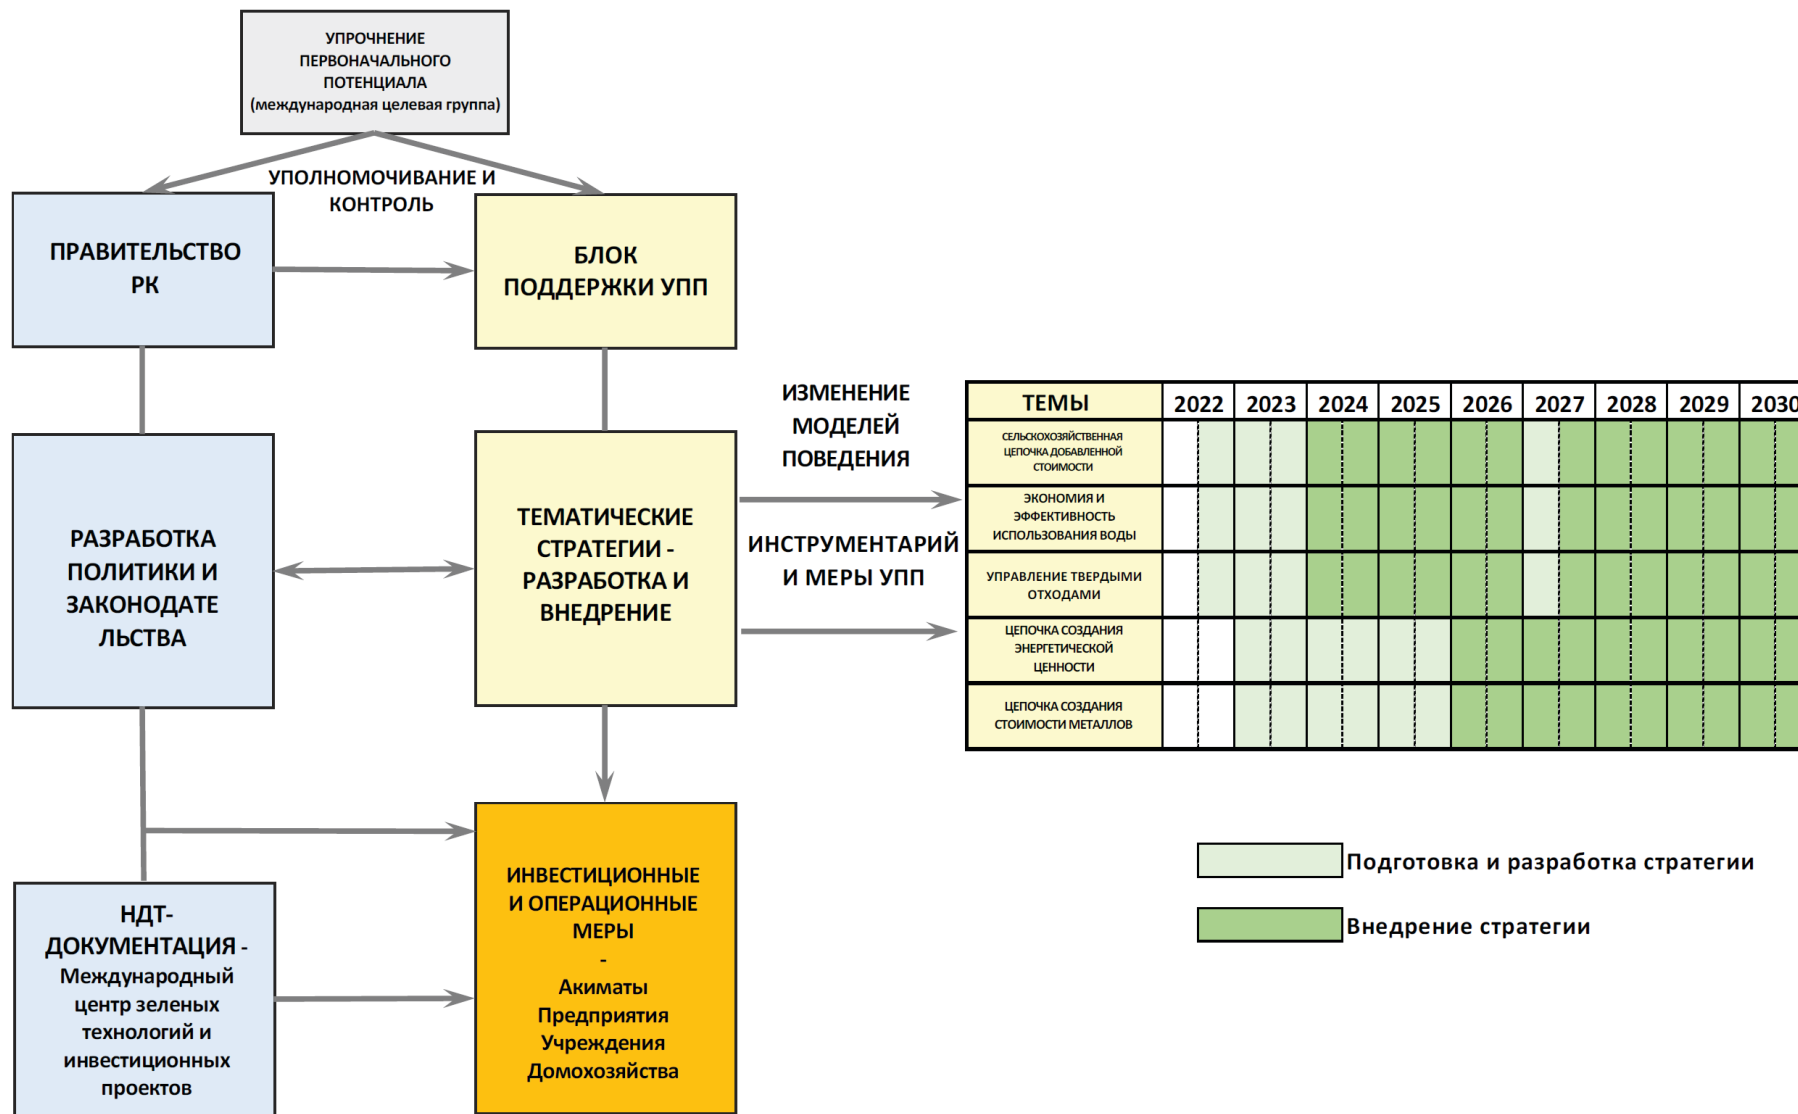 УПРОЧНЕНИЕ
ПЕРВОНАЧАЛЬНОГО
ПОТЕНЦИАЛА
(международная целевая группа)
УПОЛНОМОЧИВАНИЕ И
КОНТРОЛЬ
ПРАВИТЕЛЬСТВО
РК
БЛОК
ПОДДЕРЖКИ УПП
РАЗРАБОТКА
ПОЛИТИКИ И
ЗАКОНОДАТЕ
ЛЬСТВА
ТЕМАТИЧЕСКИЕ
СТРАТЕГИИ -
РАЗРАБОТКА И
ВНЕДРЕНИЕ
ИЗМЕНЕНИЕ
МОДЕЛЕЙ
ПОВЕДЕНИЯ
ИНСТРУМЕНТАРИЙ
И МЕРЫ УПП
ТЕМЫ 2022 2023 2024 2025 2026 2027 2028 2029 2030
СЕЛЬСКОХОЗЯЙСТВЕННАЯ
ЦЕПОЧКА ДОБАВЛЕННОЙ
СТОИМОСТИ
ЭКОНОМИЯ И
ЭФФЕКТИВНОСТЬ
ИСПОЛЬЗОВАНИЯ ВОДЫ
УПРАВЛЕНИЕ ТВЕРДЫМИ
ОТХОДАМИ
ЦЕПОЧКА СОЗДАНИЯ
ЭНЕРГЕТИЧЕСКОЙ
ЦЕННОСТИ
ЦЕПОЧКА СОЗДАНИЯ
СТОИМОСТИ МЕТАЛЛОВ
Подготовка и разработка стратегии
Внедрение стратегии
НДТ-
ДОКУМЕНТАЦИЯ -
Международный
центр зеленых
технологий и
инвестиционных
проектов
ИНВЕСТИЦИОННЫЕ
И ОПЕРАЦИОННЫЕ
МЕРЫ
-
Акиматы
Предприятия
Учреждения
Домохозяйства